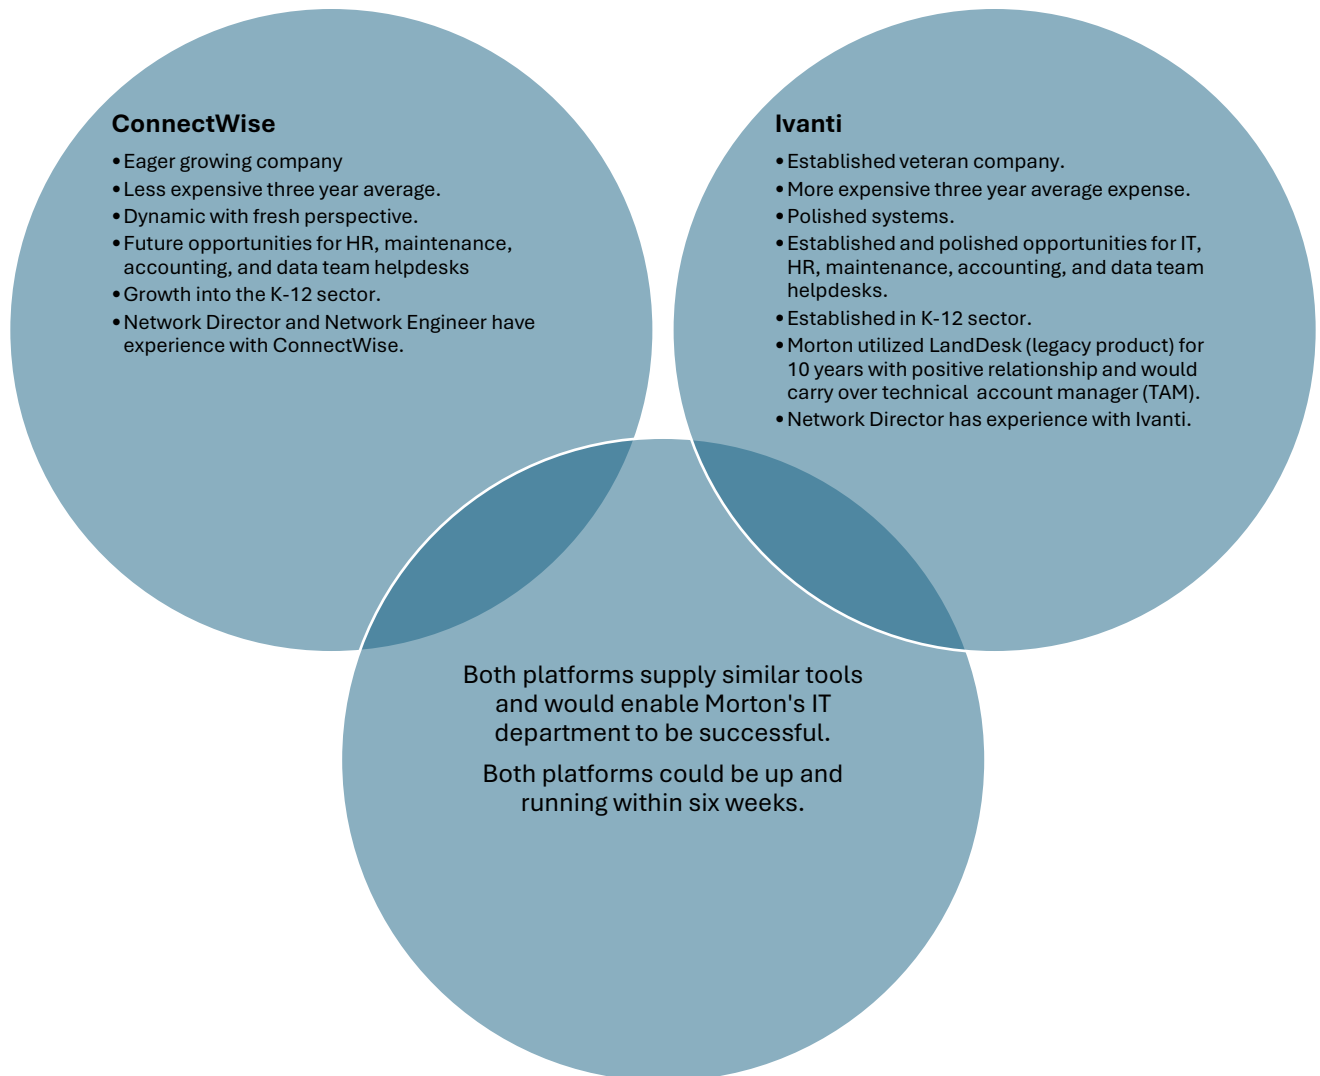 ConnectWise
•Eager growing company
•Less expensive three year average.
•Dynamic with fresh perspective.
•Future opportunities for HR, maintenance,
accounting, and data team helpdesks
•Growth into the K-12 sector.
•Network Director and Network Engineer have
experience with ConnectWise.
Ivanti
•Established veteran company.
•More expensive three year average expense.
•Polished systems.
•Established and polished opportunities for IT,
HR, maintenance, accounting, and data team
helpdesks.
•Established in K-12 sector.
•Morton utilized LandDesk (legacy product) for
10 years with positive relationship and would
carry over technical account manager (TAM).
•Network Director has experience with Ivanti.
Both platforms supply similar tools
and would enable Morton's IT
department to be successful.
Both platforms could be up and
running within six weeks.